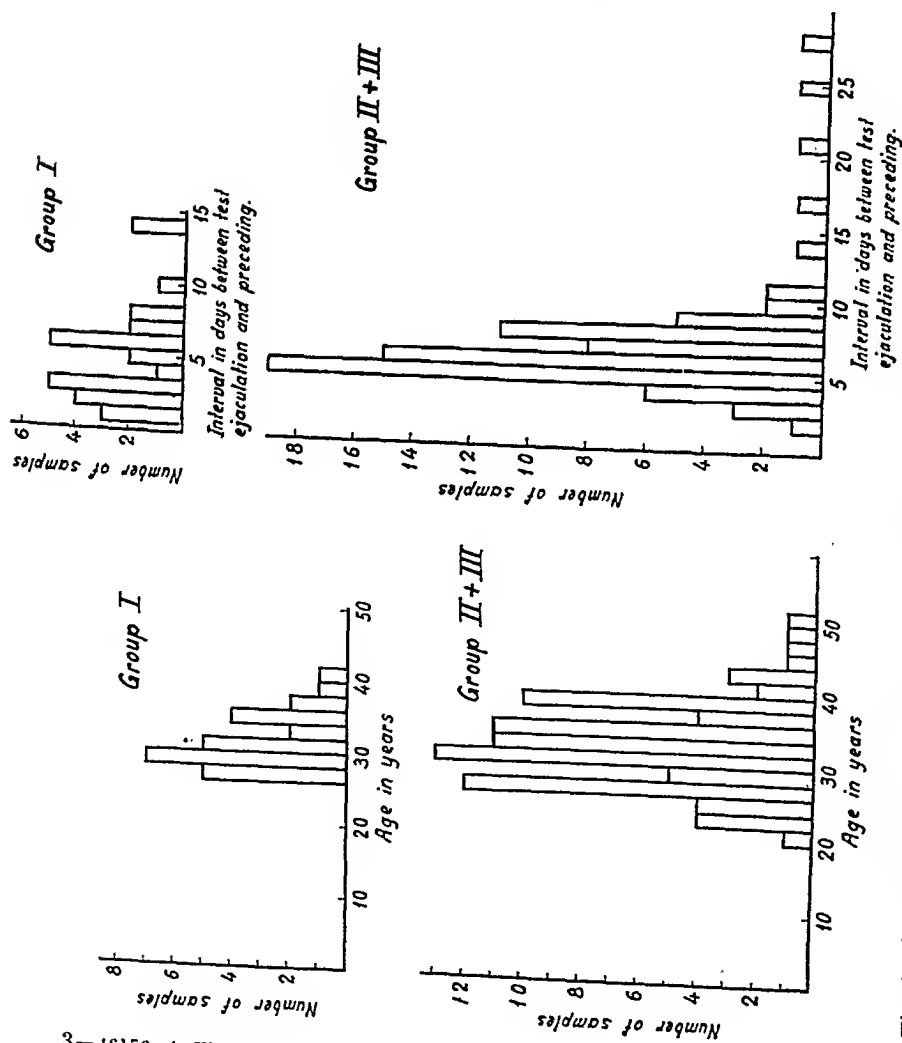 Group I
Number of samples
8
6
4
2
10
20
30
40
50
Age in years
Group II+III
Number of samples
12
10
8
6
4
2
10
20
30
40
50
Age in years
Group I
Number of samples
6
4
2
5
10
15
Interval in days between test
ejaculation and preceding.
Group II+III
Number of samples
18
16
14
12
10
8
6
4
2
5
10
15
20
25
Interval in days between test
ejaculation and preceding.